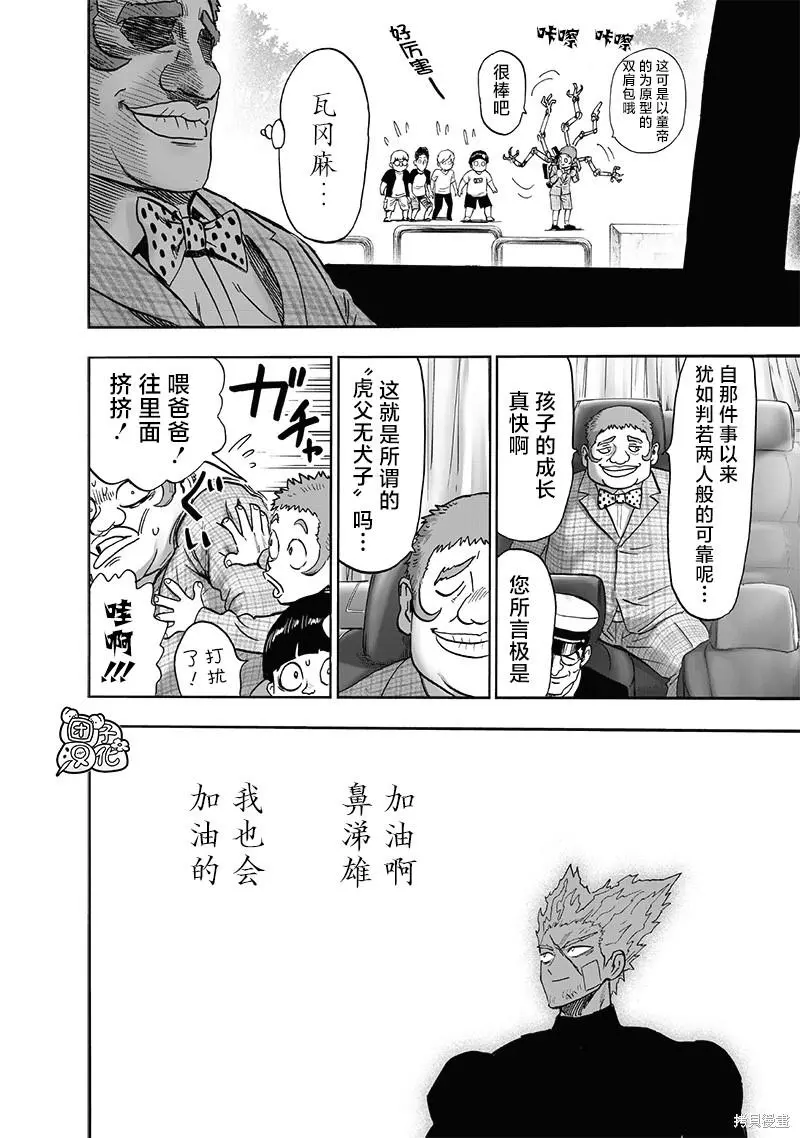 这可是以童帝
的为原型的
双肩包哦
咔嚓
咔嚓
很棒吧
好厉害
瓦冈麻…
自那件事以来
犹如判若两人般的可靠呢…
孩子的成长
真快啊
您所言极是
这就是所谓的
“虎父无犬子”吗…
ガチャ
喂爸爸！
往里面
挤挤！
ぐいっ
哇啊!!!
打扰
了！
加油啊
鼻涕雄
我也会
加油的
团子
汉化
拷贝漫畫